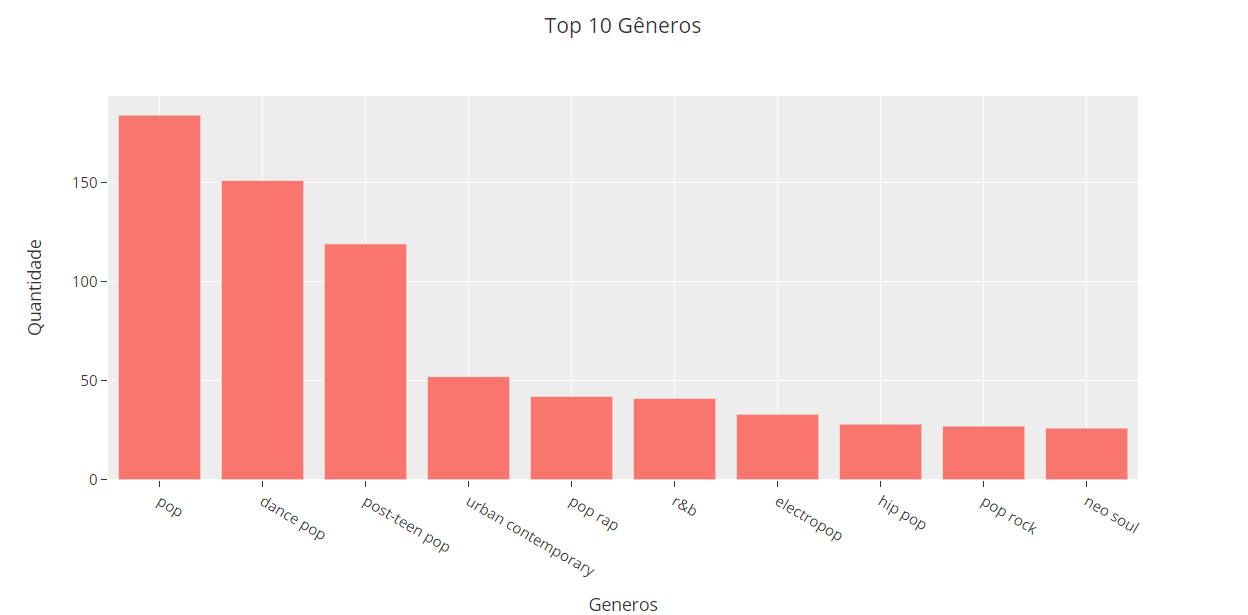 Top 10 Gêneros
Quantidade
150
100
50
0
pop
dance pop
post-teen pop
urban contemporary
pop rap
r&b
electropop
hip pop
pop rock
neo soul
Generos